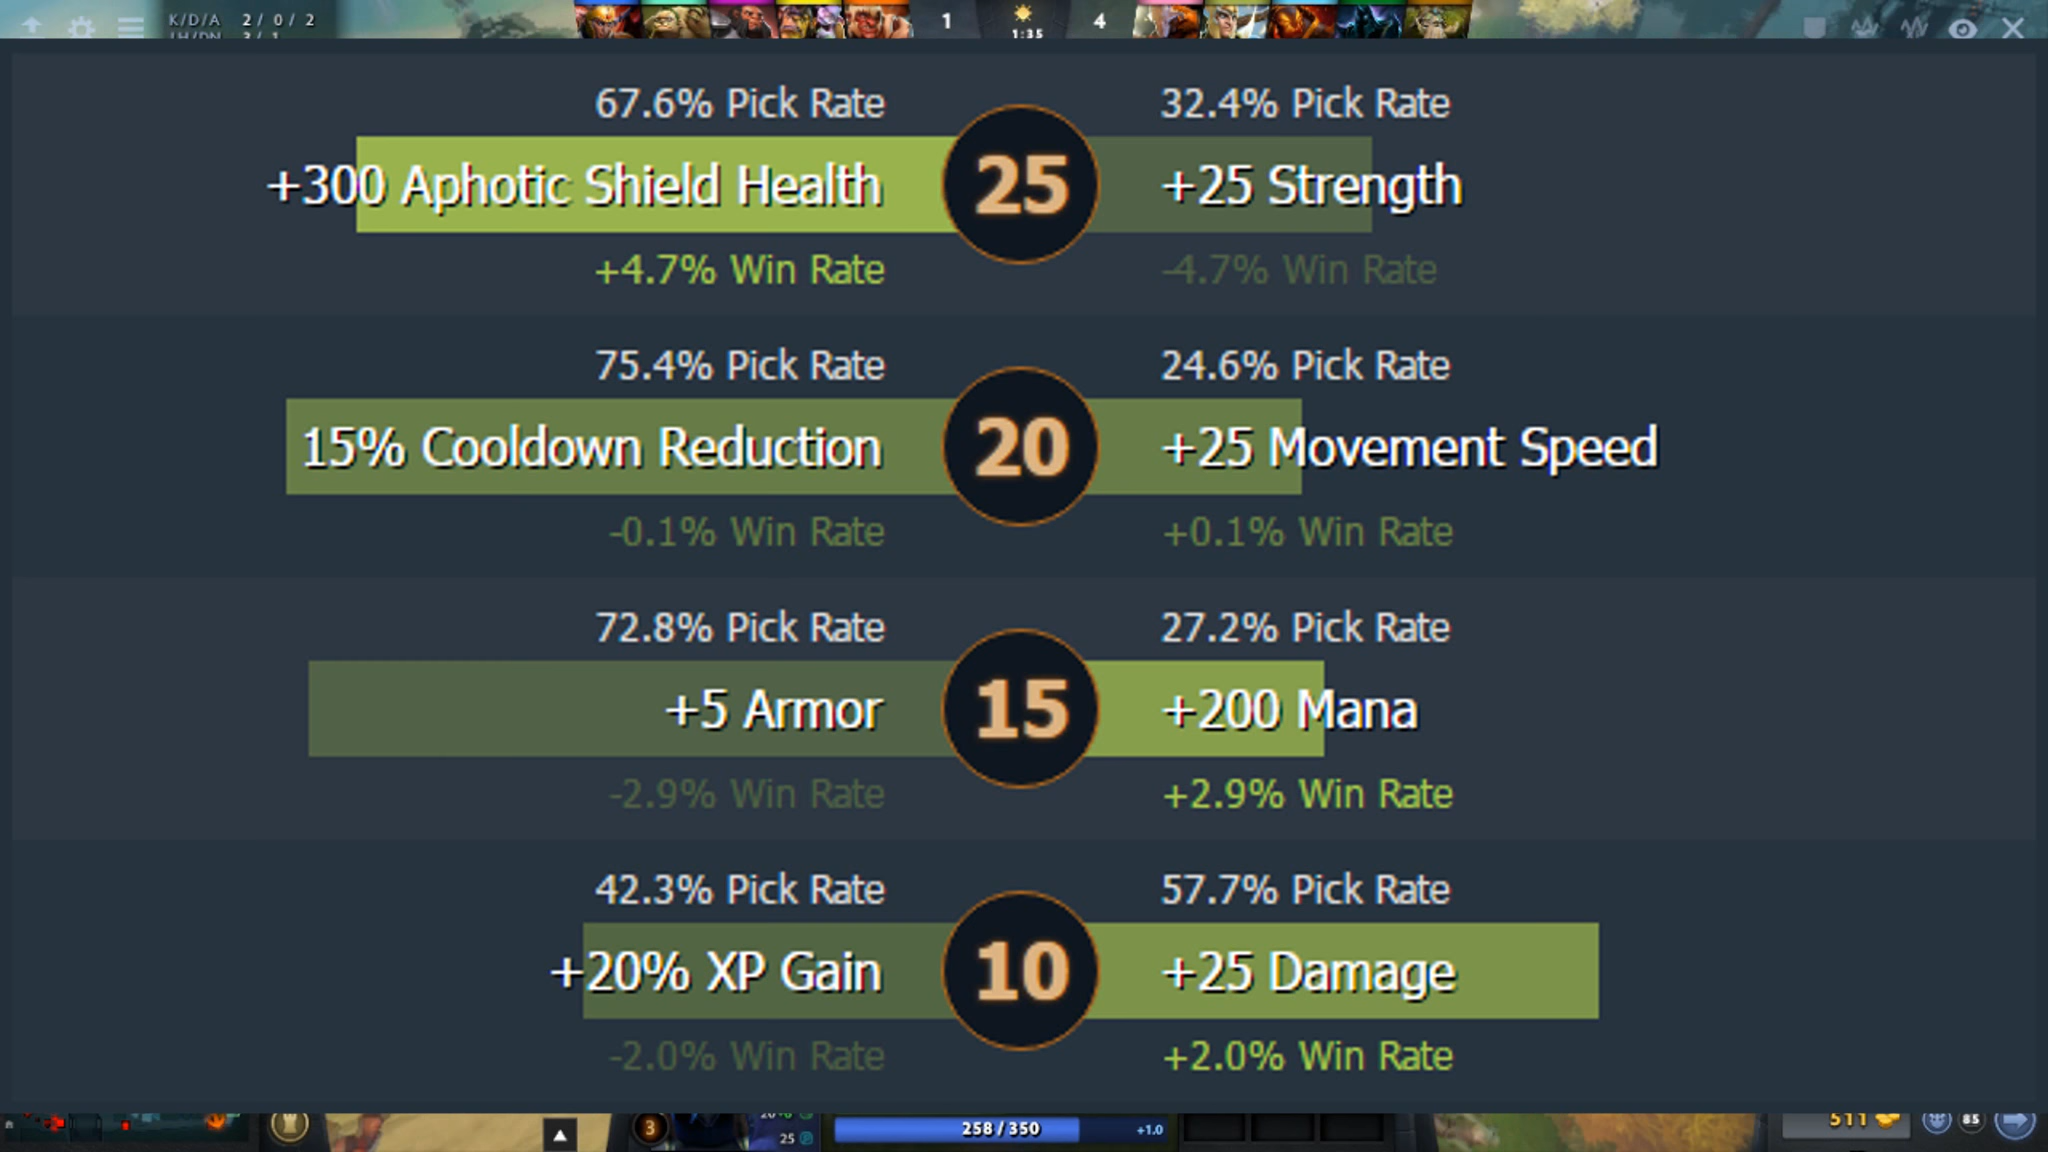 K/D/A 2 / 0 / 2
LH/DN 3 / 1
1 4
1:35
67.6% Pick Rate 32.4% Pick Rate
+300 Aphotic Shield Health 25 +25 Strength
+4.7% Win Rate -4.7% Win Rate
75.4% Pick Rate 24.6% Pick Rate
15% Cooldown Reduction 20 +25 Movement Speed
-0.1% Win Rate +0.1% Win Rate
72.8% Pick Rate 27.2% Pick Rate
+5 Armor 15 +200 Mana
-2.9% Win Rate +2.9% Win Rate
42.3% Pick Rate 57.7% Pick Rate
+20% XP Gain 10 +25 Damage
-2.0% Win Rate +2.0% Win Rate
3 258 / 350 +1.0 511 85
25